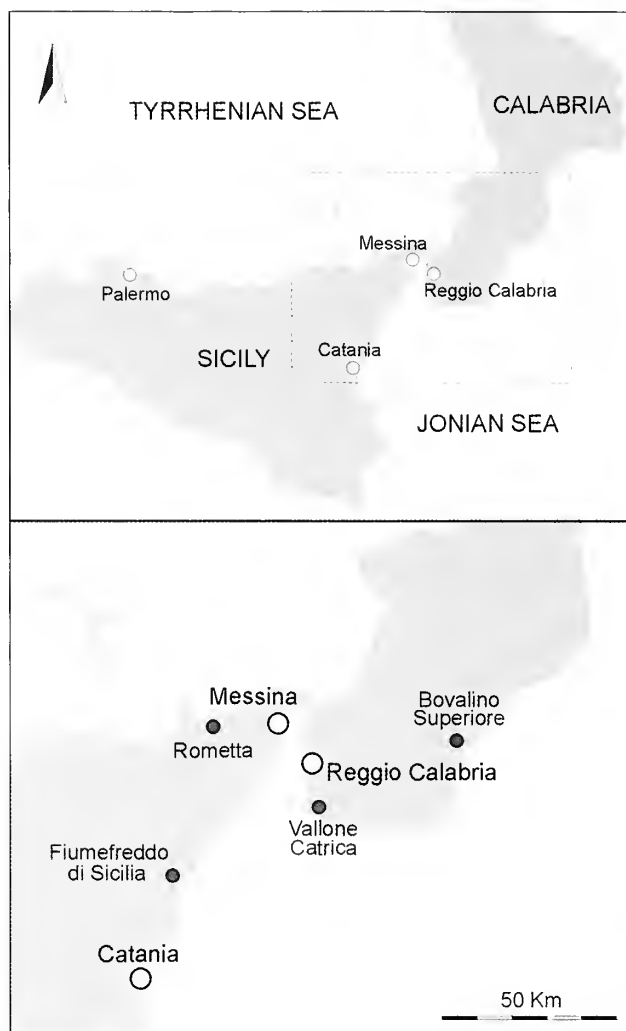 TYRRHENIAN SEA
CALABRIA
Messina
Reggio Calabria
Palermo
SICILY
Catania
JONIAN SEA
Messina
Rometta
Bovalino
Superiore
Reggio Calabria
Vallone
Catrica
Fiumefreddo
di Sicilia
Catania
50 Km